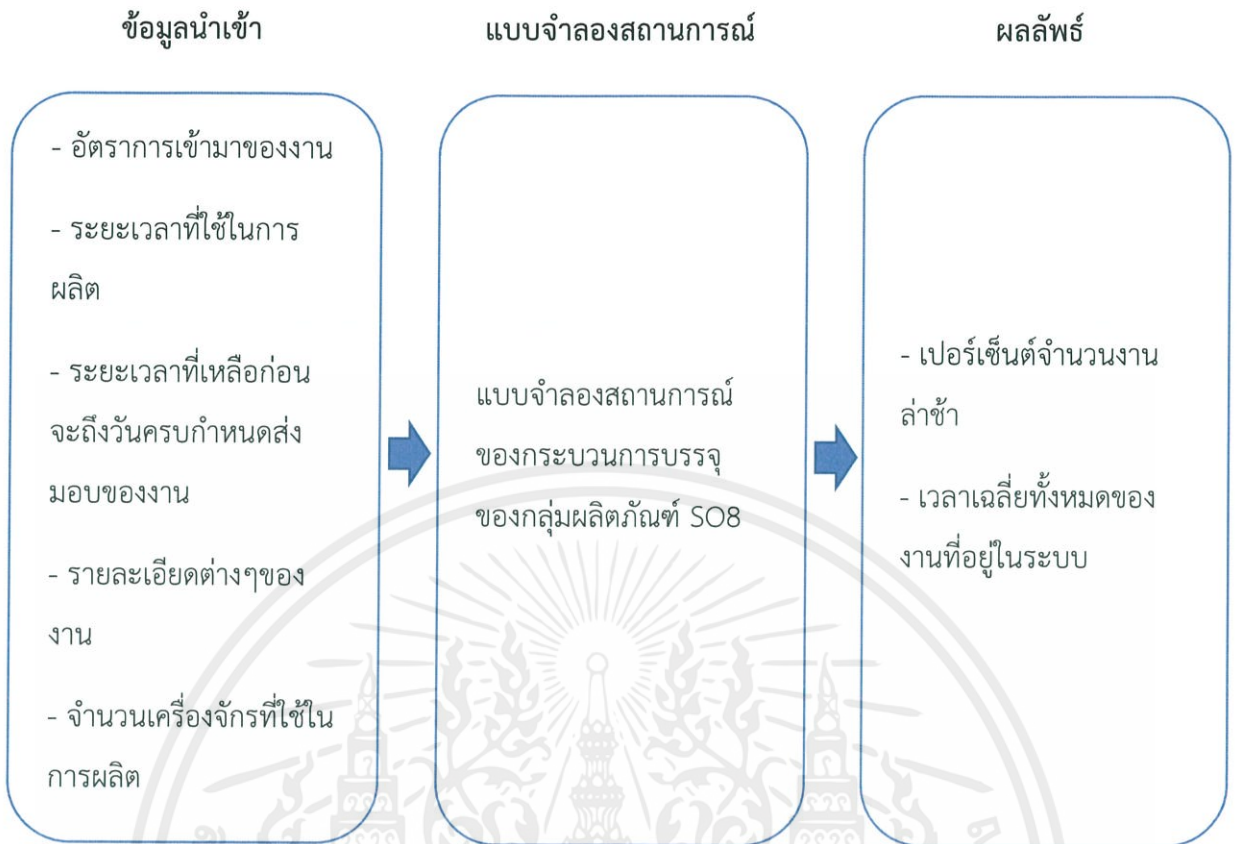 ข้อมูลนำเข้า
แบบจำลองสถานการณ์
ผลลัพธ์
- อัตราการเข้ามาของงาน
- ระยะเวลาที่ใช้ในการ
ผลิต
- ระยะเวลาที่เหลือก่อน
จะถึงวันครบกำหนดส่ง
มอบของงาน
- รายละเอียดต่างๆของ
งาน
- จำนวนเครื่องจักรที่ใช้ใน
การผลิต
แบบจำลองสถานการณ์
ของกระบวนการบรรจุ
ของกลุ่มผลิตภัณฑ์ SO8
- เปอร์เซ็นต์จำนวนงาน
ล่าช้า
- เวลาเฉลี่ยทั้งหมดของ
งานที่อยู่ในระบบ